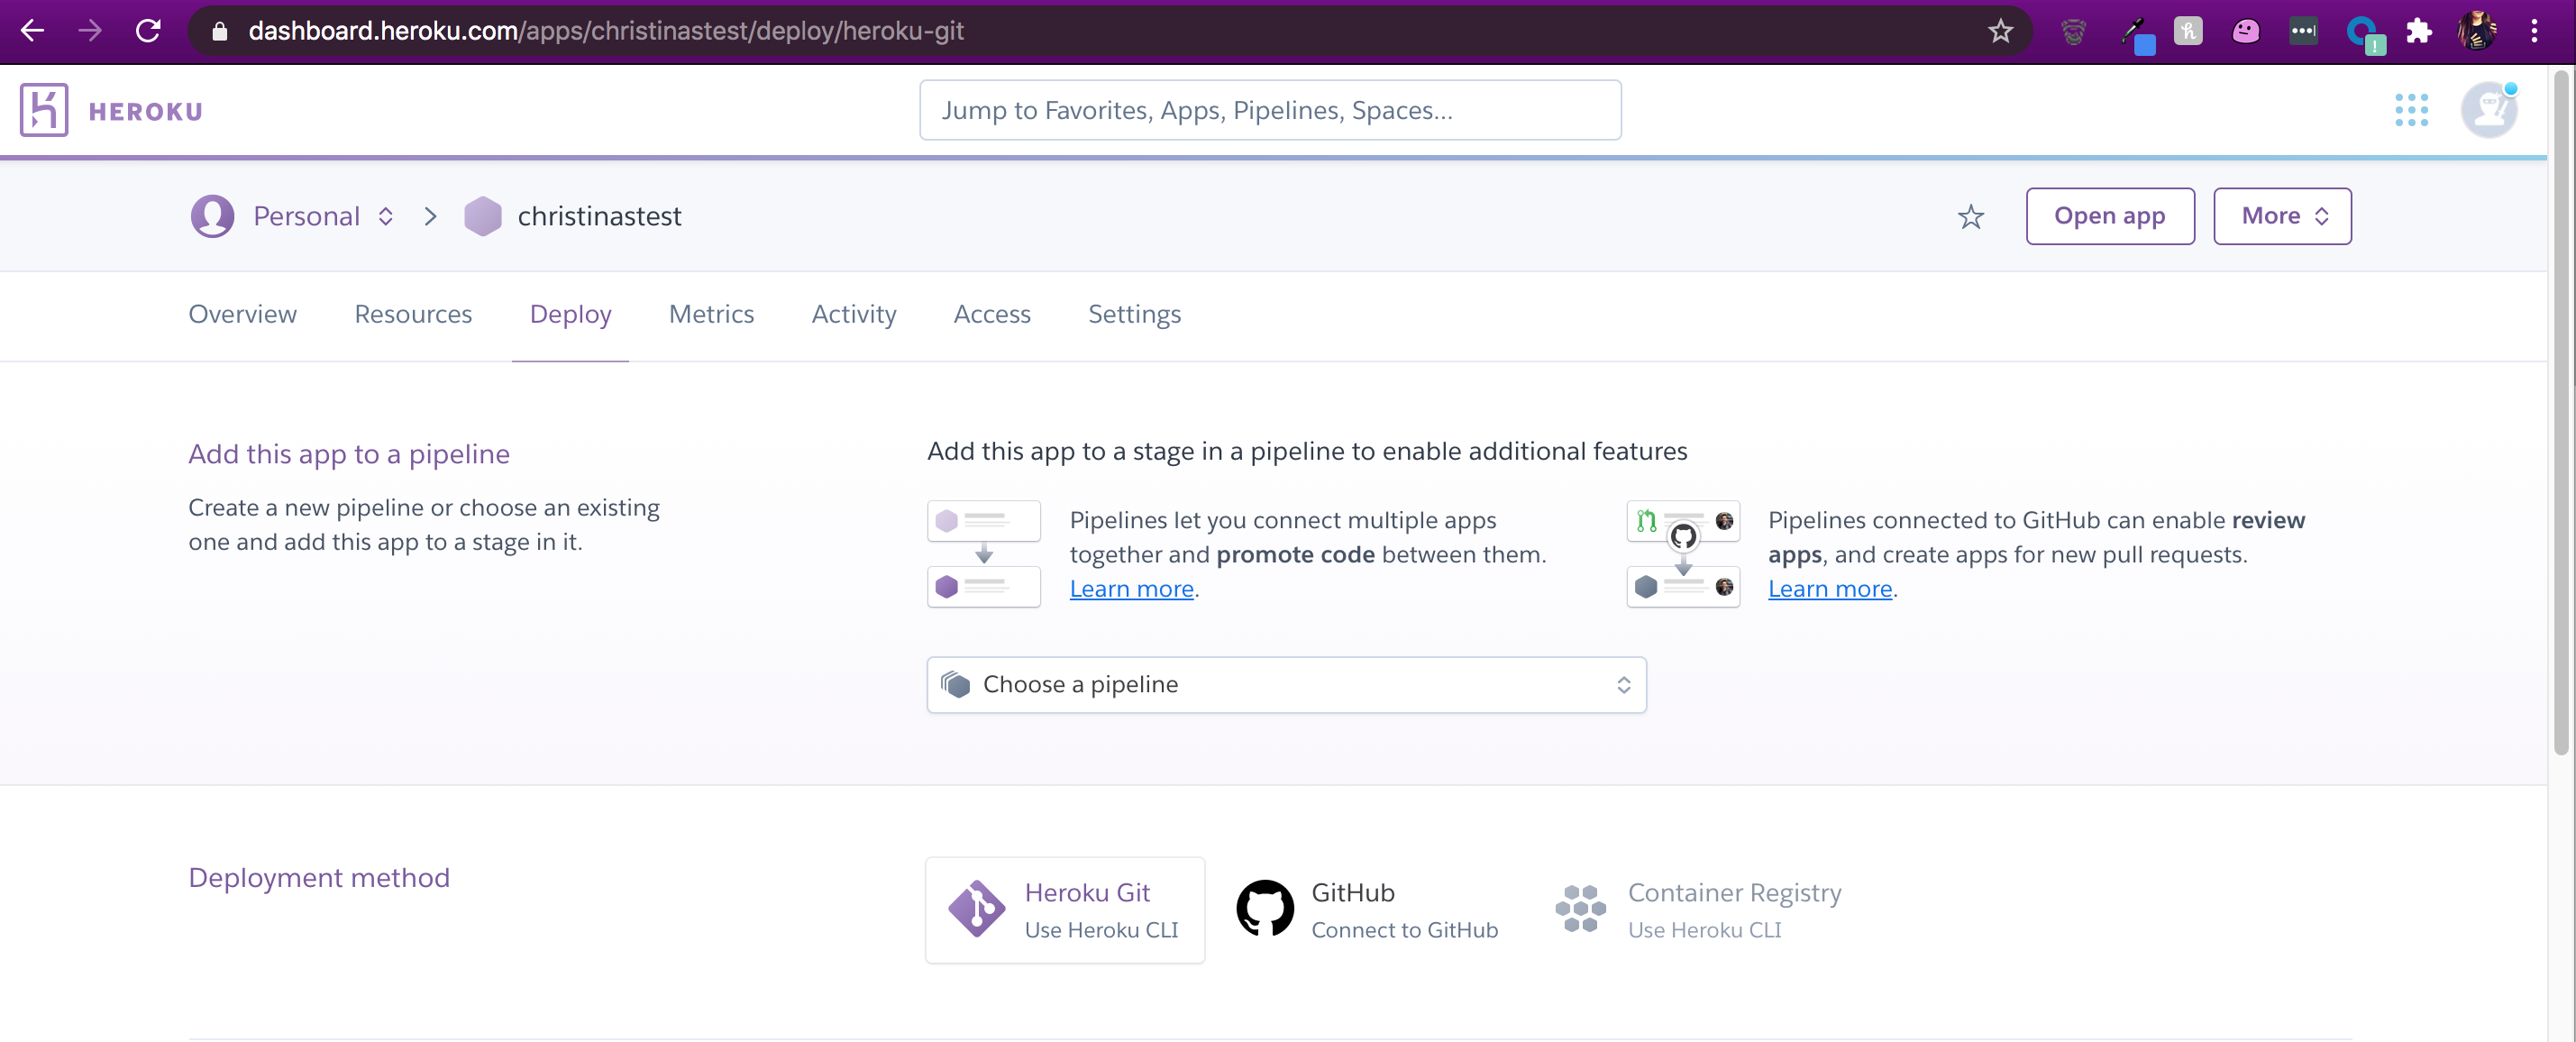 dashboard.heroku.com/apps/christinastest/deploy/heroku-git
HEROKU
Jump to Favorites, Apps, Pipelines, Spaces...
Personal
christinastest
Open app
More
Overview
Resources
Deploy
Metrics
Activity
Access
Settings
Add this app to a pipeline
Create a new pipeline or choose an existing
one and add this app to a stage in it.
Add this app to a stage in a pipeline to enable additional features
Pipelines let you connect multiple apps
together and promote code between them.
Learn more.
Pipelines connected to GitHub can enable review
apps, and create apps for new pull requests.
Learn more.
Choose a pipeline
Deployment method
Heroku Git
Use Heroku CLI
GitHub
Connect to GitHub
Container Registry
Use Heroku CLI